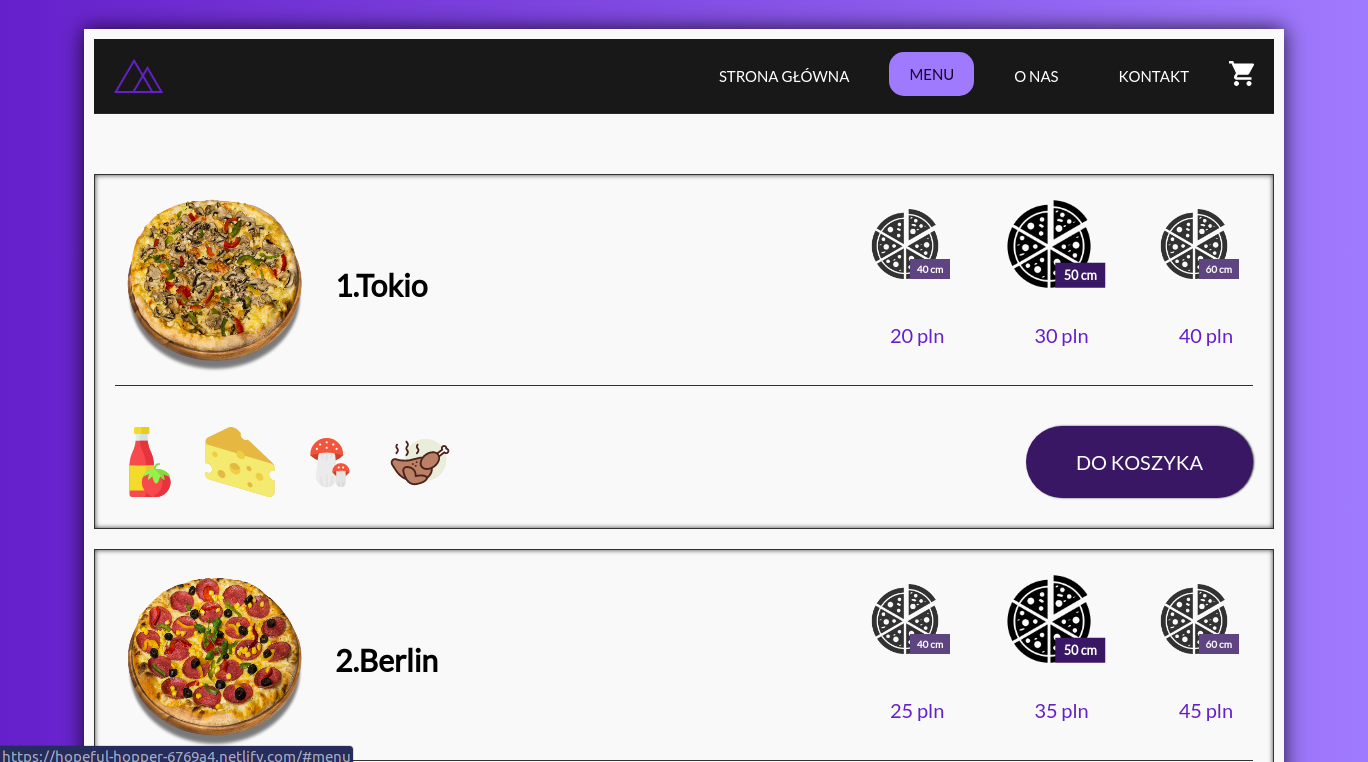 STRONA GŁÓWNA MENU O NAS KONTAKT
1.Tokio
40 cm 50 cm 60 cm
20 pln 30 pln 40 pln
DO KOSZYKA
2.Berlin
40 cm 50 cm 60 cm
25 pln 35 pln 45 pln
https://hopeful-hopper-6769a4.netlify.com/#menu